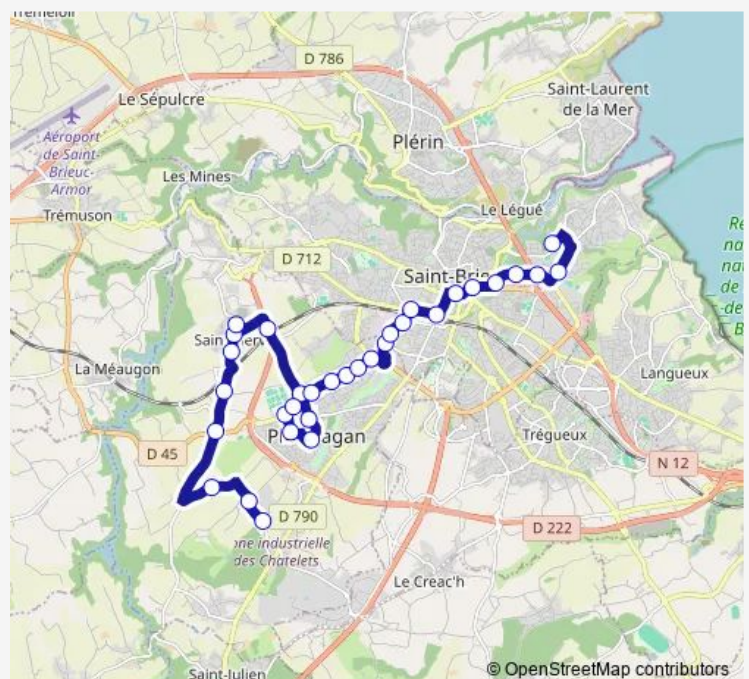 Trémeloir
D 786
Le Sépulcre
Saint-Laurent
de la Mer
Aéroport
de Saint-
Brieuc-
Armor
Plérin
Les Mines
Trémuson
Le Légué
D 712
Saint-Brie
La Méaugon
Langueux
Trégueux
D 45
N 12
D 790
D 222
zone industrielle
des Chatelets
Le Creac'h
Saint-Julien
© OpenStreetMap contributors